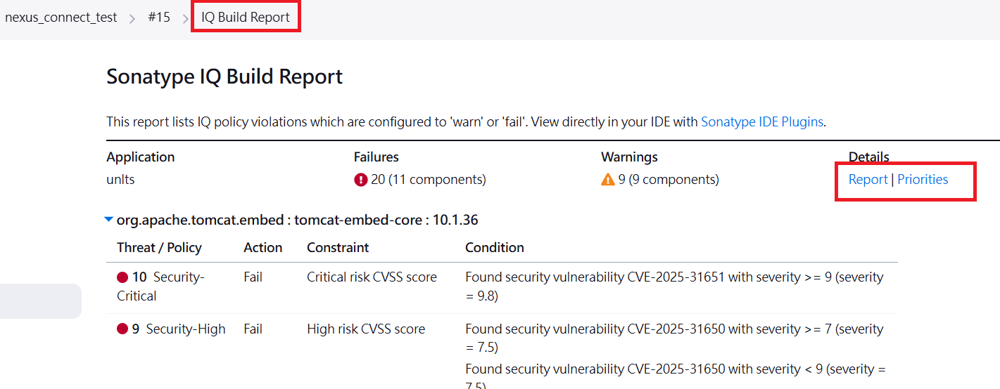 nexus_connect_test > #15 > IQ Build Report
Sonatype IQ Build Report
This report lists IQ policy violations which are configured to 'warn' or 'fail'. View directly in your IDE with Sonatype IDE Plugins.
Application Failures Warnings Details
unlts 20 (11 components) 9 (9 components) Report | Priorities
org.apache.tomcat.embed : tomcat-embed-core : 10.1.36
Threat / Policy Action Constraint Condition
10 Security- Fail Critical risk CVSS score Found security vulnerability CVE-2025-31651 with severity >= 9 (severity
Critical = 9.8)
9 Security-High Fail High risk CVSS score Found security vulnerability CVE-2025-31650 with severity >= 7 (severity
= 7.5)
Found security vulnerability CVE-2025-31650 with severity < 9 (severity =
7.5)